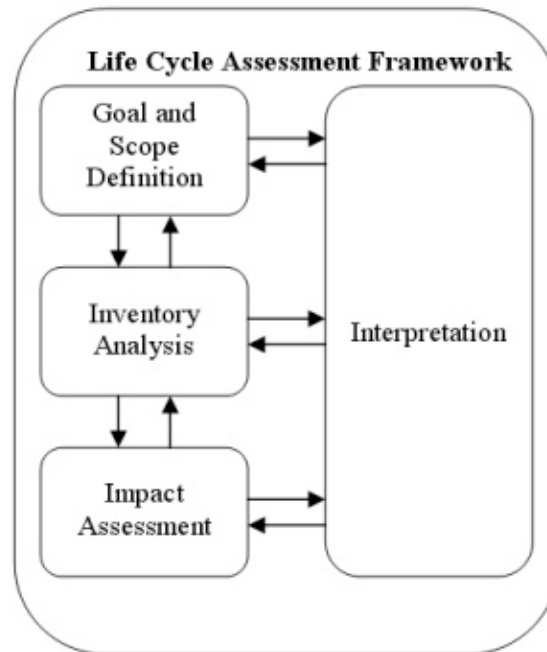 Life Cycle Assessment Framework
Goal and
Scope
Definition
Inventory
Analysis
Impact
Assessment
Interpretation